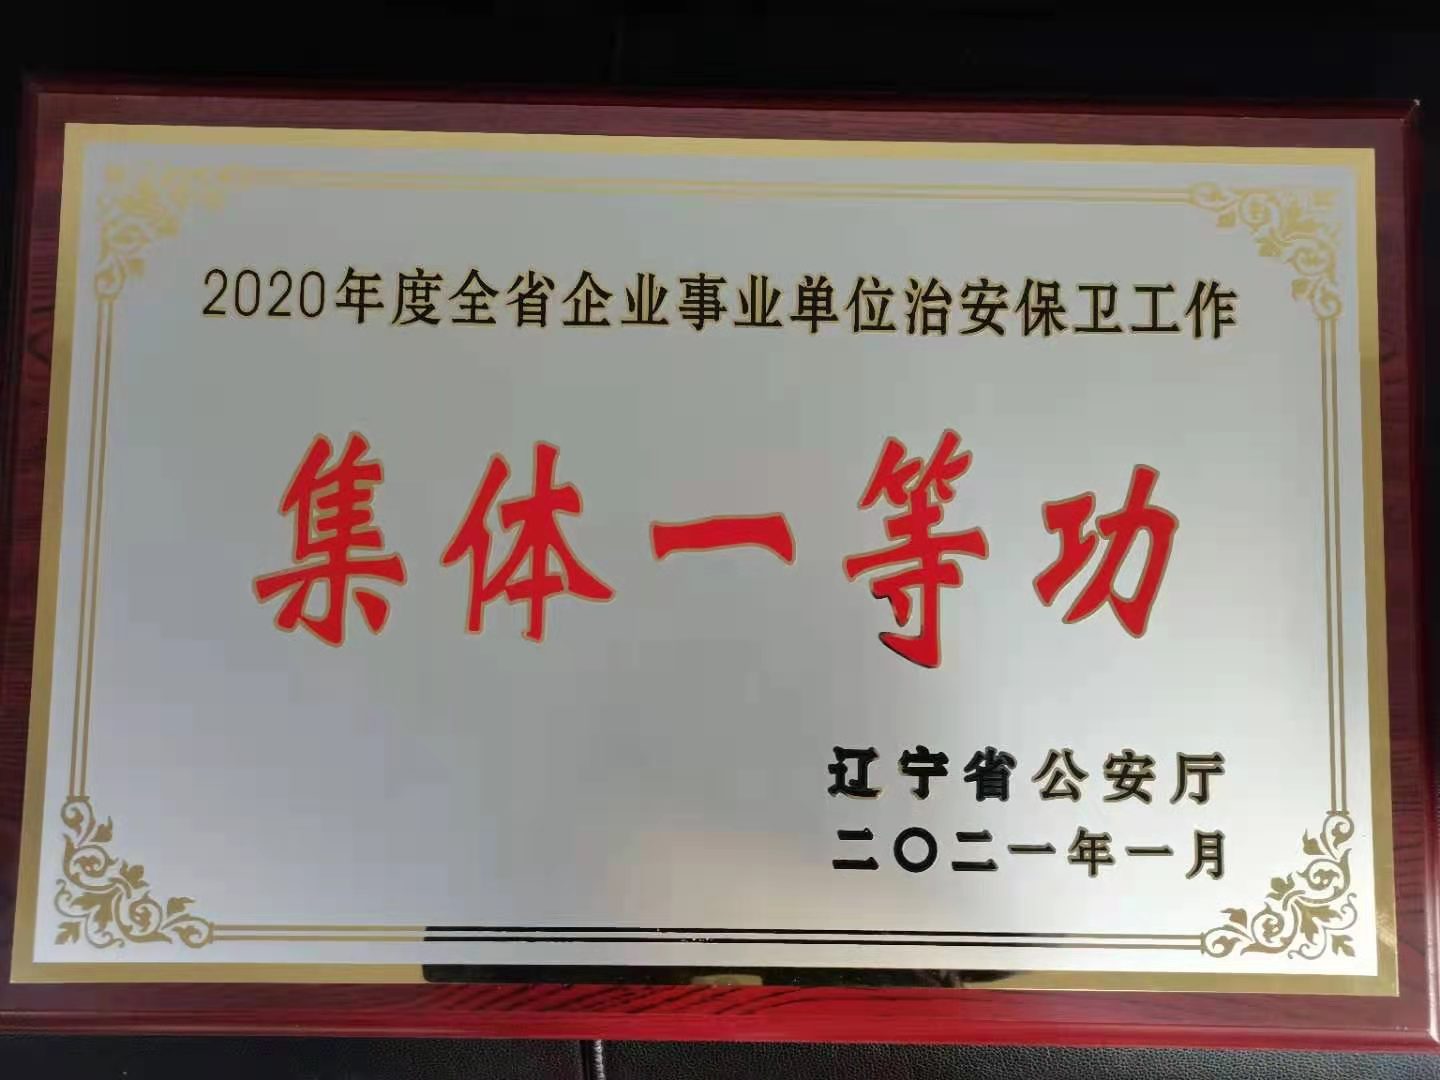 2020年度全省企业事业单位治安保卫工作
集体一等功
辽宁省公安厅
二〇二一年一月